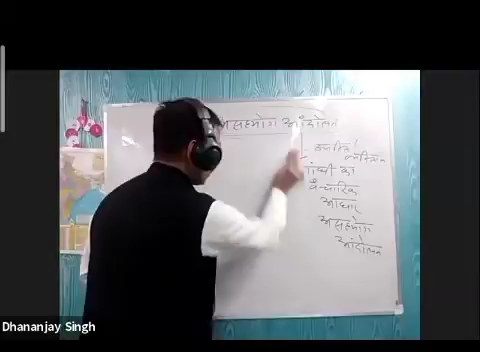 असहयोग आंदोलन
गांधी का
वैचारिक
आधार
असहयोग
आंदोलन
Dhananjay Singh